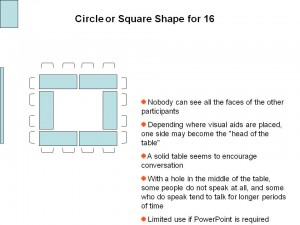 Circle or Square Shape for 16
Nobody can see all the faces of the other
participants
Depending where visual aids are placed,
one side may become the "head of the
table"
A solid table seems to encourage
conversation
With a hole in the middle of the table,
some people do not speak at all, and some
who do speak tend to talk for longer periods
of time
Limited use if PowerPoint is required